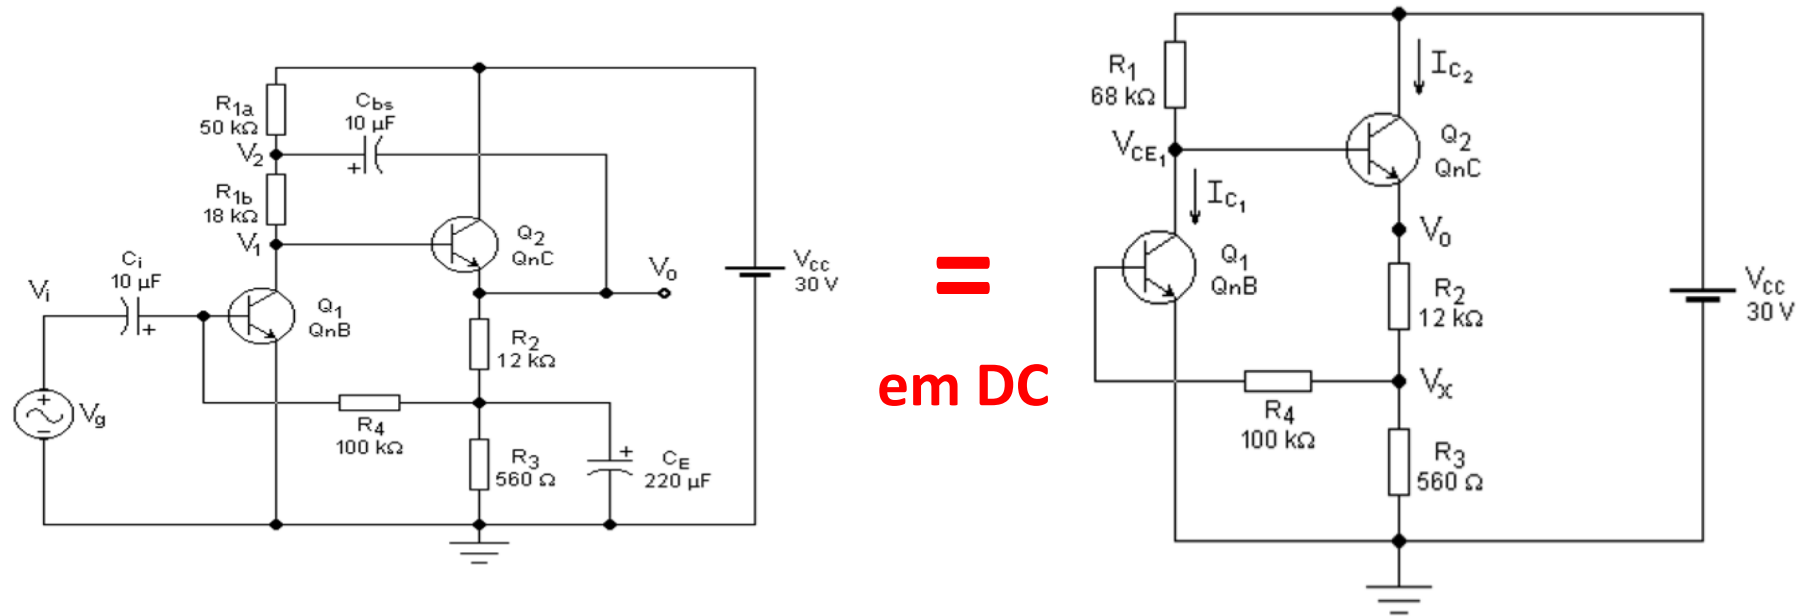 R1a
50 kΩ
Cbs
10 µF
V2
R1b
18 kΩ
V1
Q2
QnC
Ci
10 µF
Vi
Q1
QnB
Vo
VCC
30 V
R2
12 kΩ
Vg
R4
100 kΩ
R3
560 Ω
CE
220 µF
=
em DC
R1
68 kΩ
IC2
VCE1
Q2
QnC
IC1
Q1
QnB
Vo
R2
12 kΩ
VCC
30 V
VX
R4
100 kΩ
R3
560 Ω